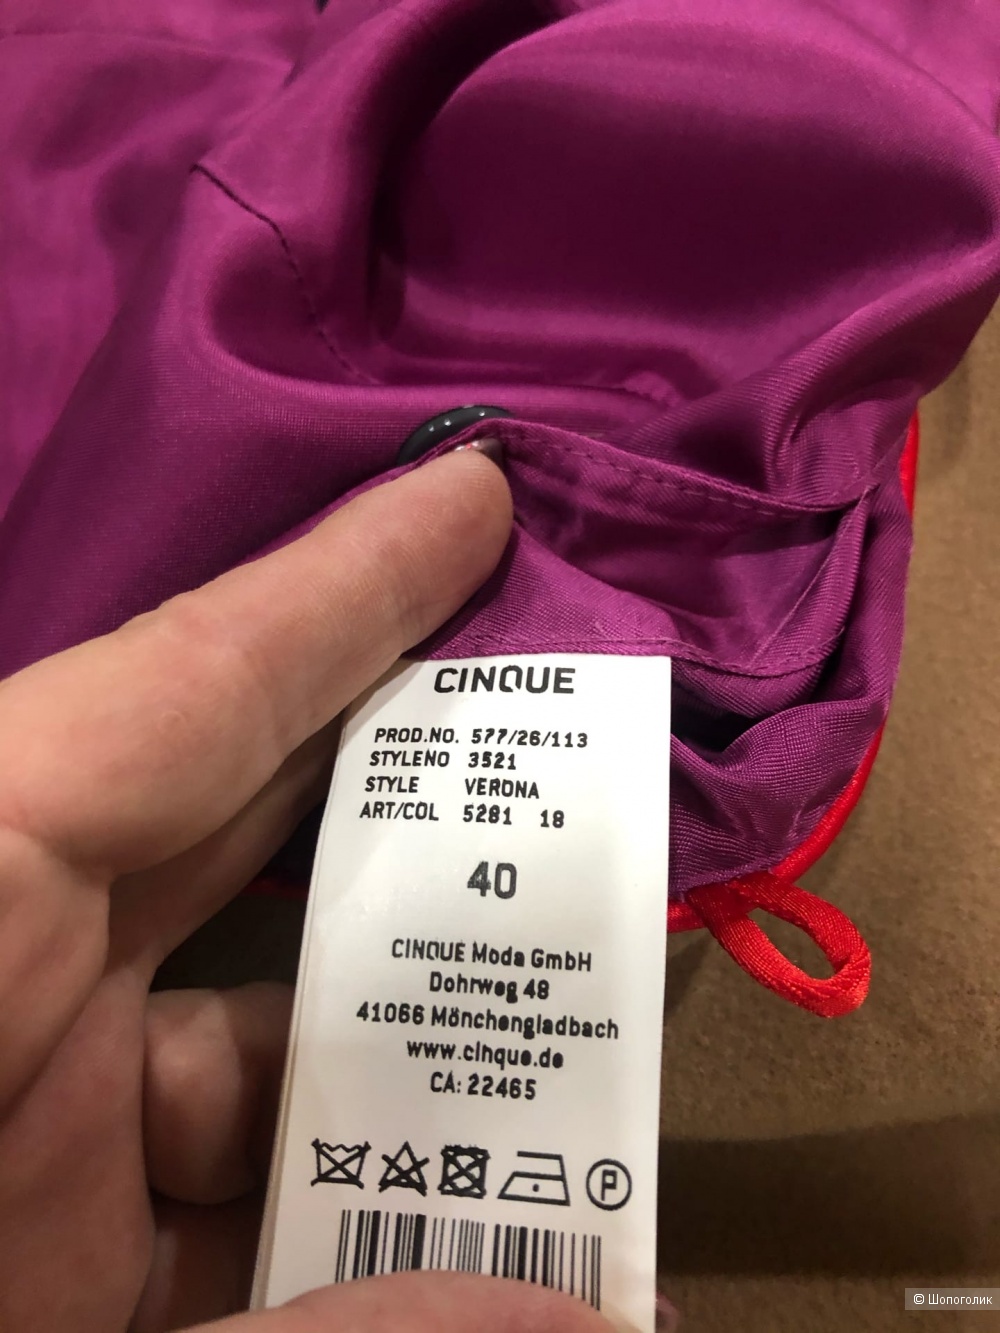 CINQUE
PROD.NO. 577/26/113
STYLENO 3521
STYLE VERONA
ART/COL 5281 18
40
CINQUE Moda GmbH
Dohrweg 48
41066 Mönchengladbach
www.cinque.de
CA: 22465
P
© Шопоголик